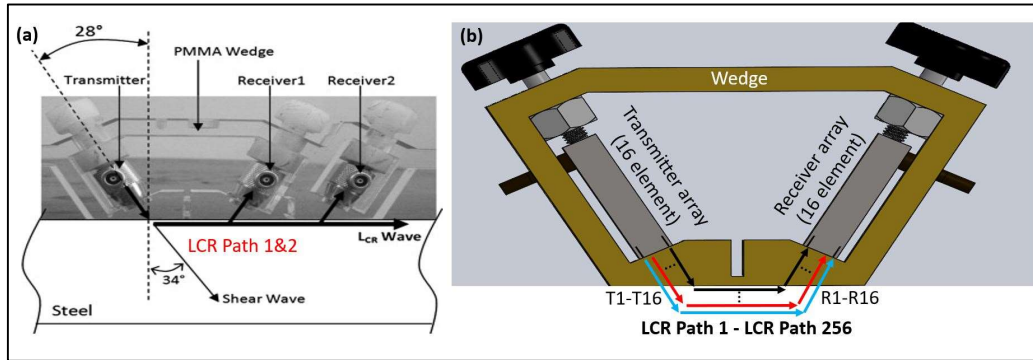 (a)
28°
PMMA Wedge
Transmitter
Receiver1
Receiver2
LCR Wave
LCR Path 1&2
34°
Shear Wave
Steel
(b)
Wedge
Transmitter array
(16 element)
Receiver array
(16 element)
...
...
T1-T16
...
R1-R16
LCR Path 1 - LCR Path 256